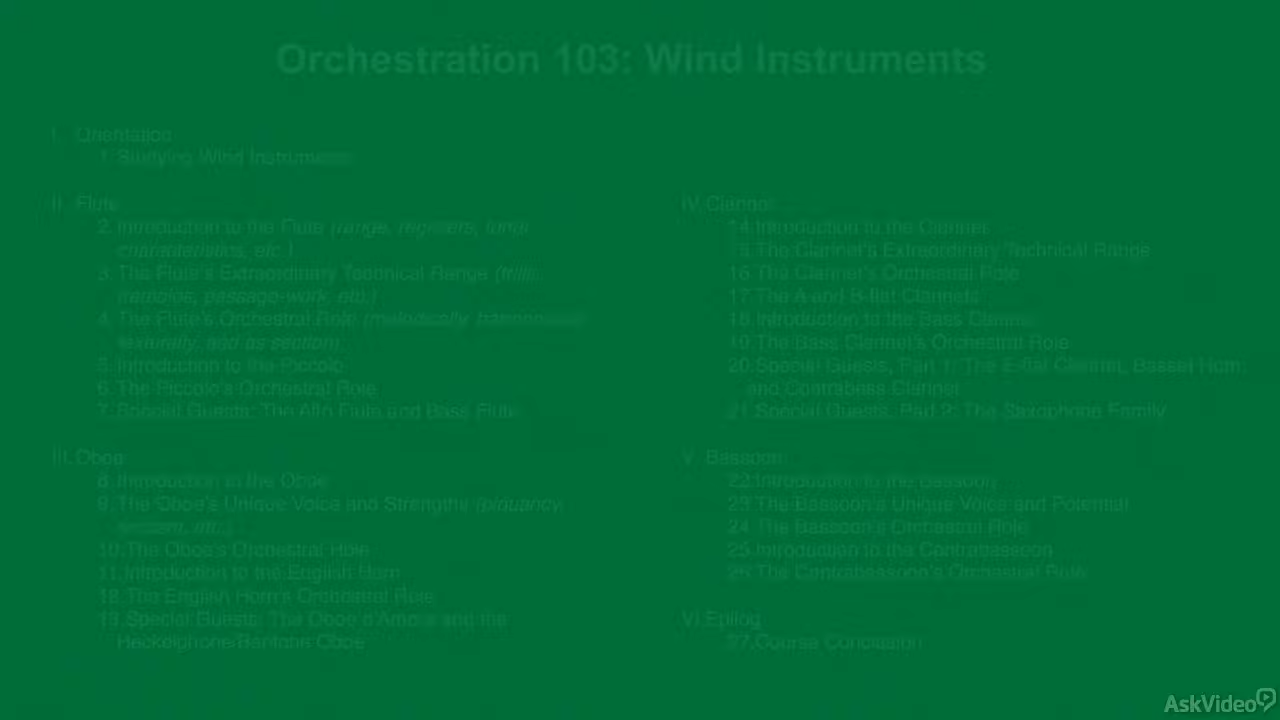 Orchestration 103: Wind Instruments
I. Orientation
1. Studying Wind Instruments
II. Flute
2. Introduction to the Flute (range, registers, tonal
characteristics, etc.)
3. The Flute's Extraordinary Technical Range (trills,
tremolos, passage-work, etc.)
4. The Flute's Orchestral Role (melodically, harmonically,
texturally, and as section)
5. Introduction to the Piccolo
6. The Piccolo's Orchestral Role
7. Special Guests: The Alto Flute and Bass Flute
III. Oboe
8. Introduction to the Oboe
9. The Oboe's Unique Voice and Strengths (piquancy,
etc.)
10. The Oboe's Orchestral Role
11. Introduction to the English Horn
12. The English Horn's Orchestral Role
13. Special Guests: The Oboe d'Amore and the
Heckelphone/Baritone Oboe
IV. Clarinet
14. Introduction to the Clarinet
15. The Clarinet's Extraordinary Technical Range
16. The Clarinet's Orchestral Role
17. The A and B-flat Clarinets
18. Introduction to the Bass Clarinet
19. The Bass Clarinet's Orchestral Role
20. Special Guests, Part 1: The E-flat Clarinet, Basset Horn,
and Contrabass Clarinet
21. Special Guests, Part 2: The Saxophone Family
V. Bassoon
22. Introduction to the Bassoon
23. The Bassoon's Unique Voice and Potential
24. The Bassoon's Orchestral Role
25. Introduction to the Contrabassoon
26. The Contrabassoon's Orchestral Role
VI. Epilog
27. Course Conclusion
AskVideo